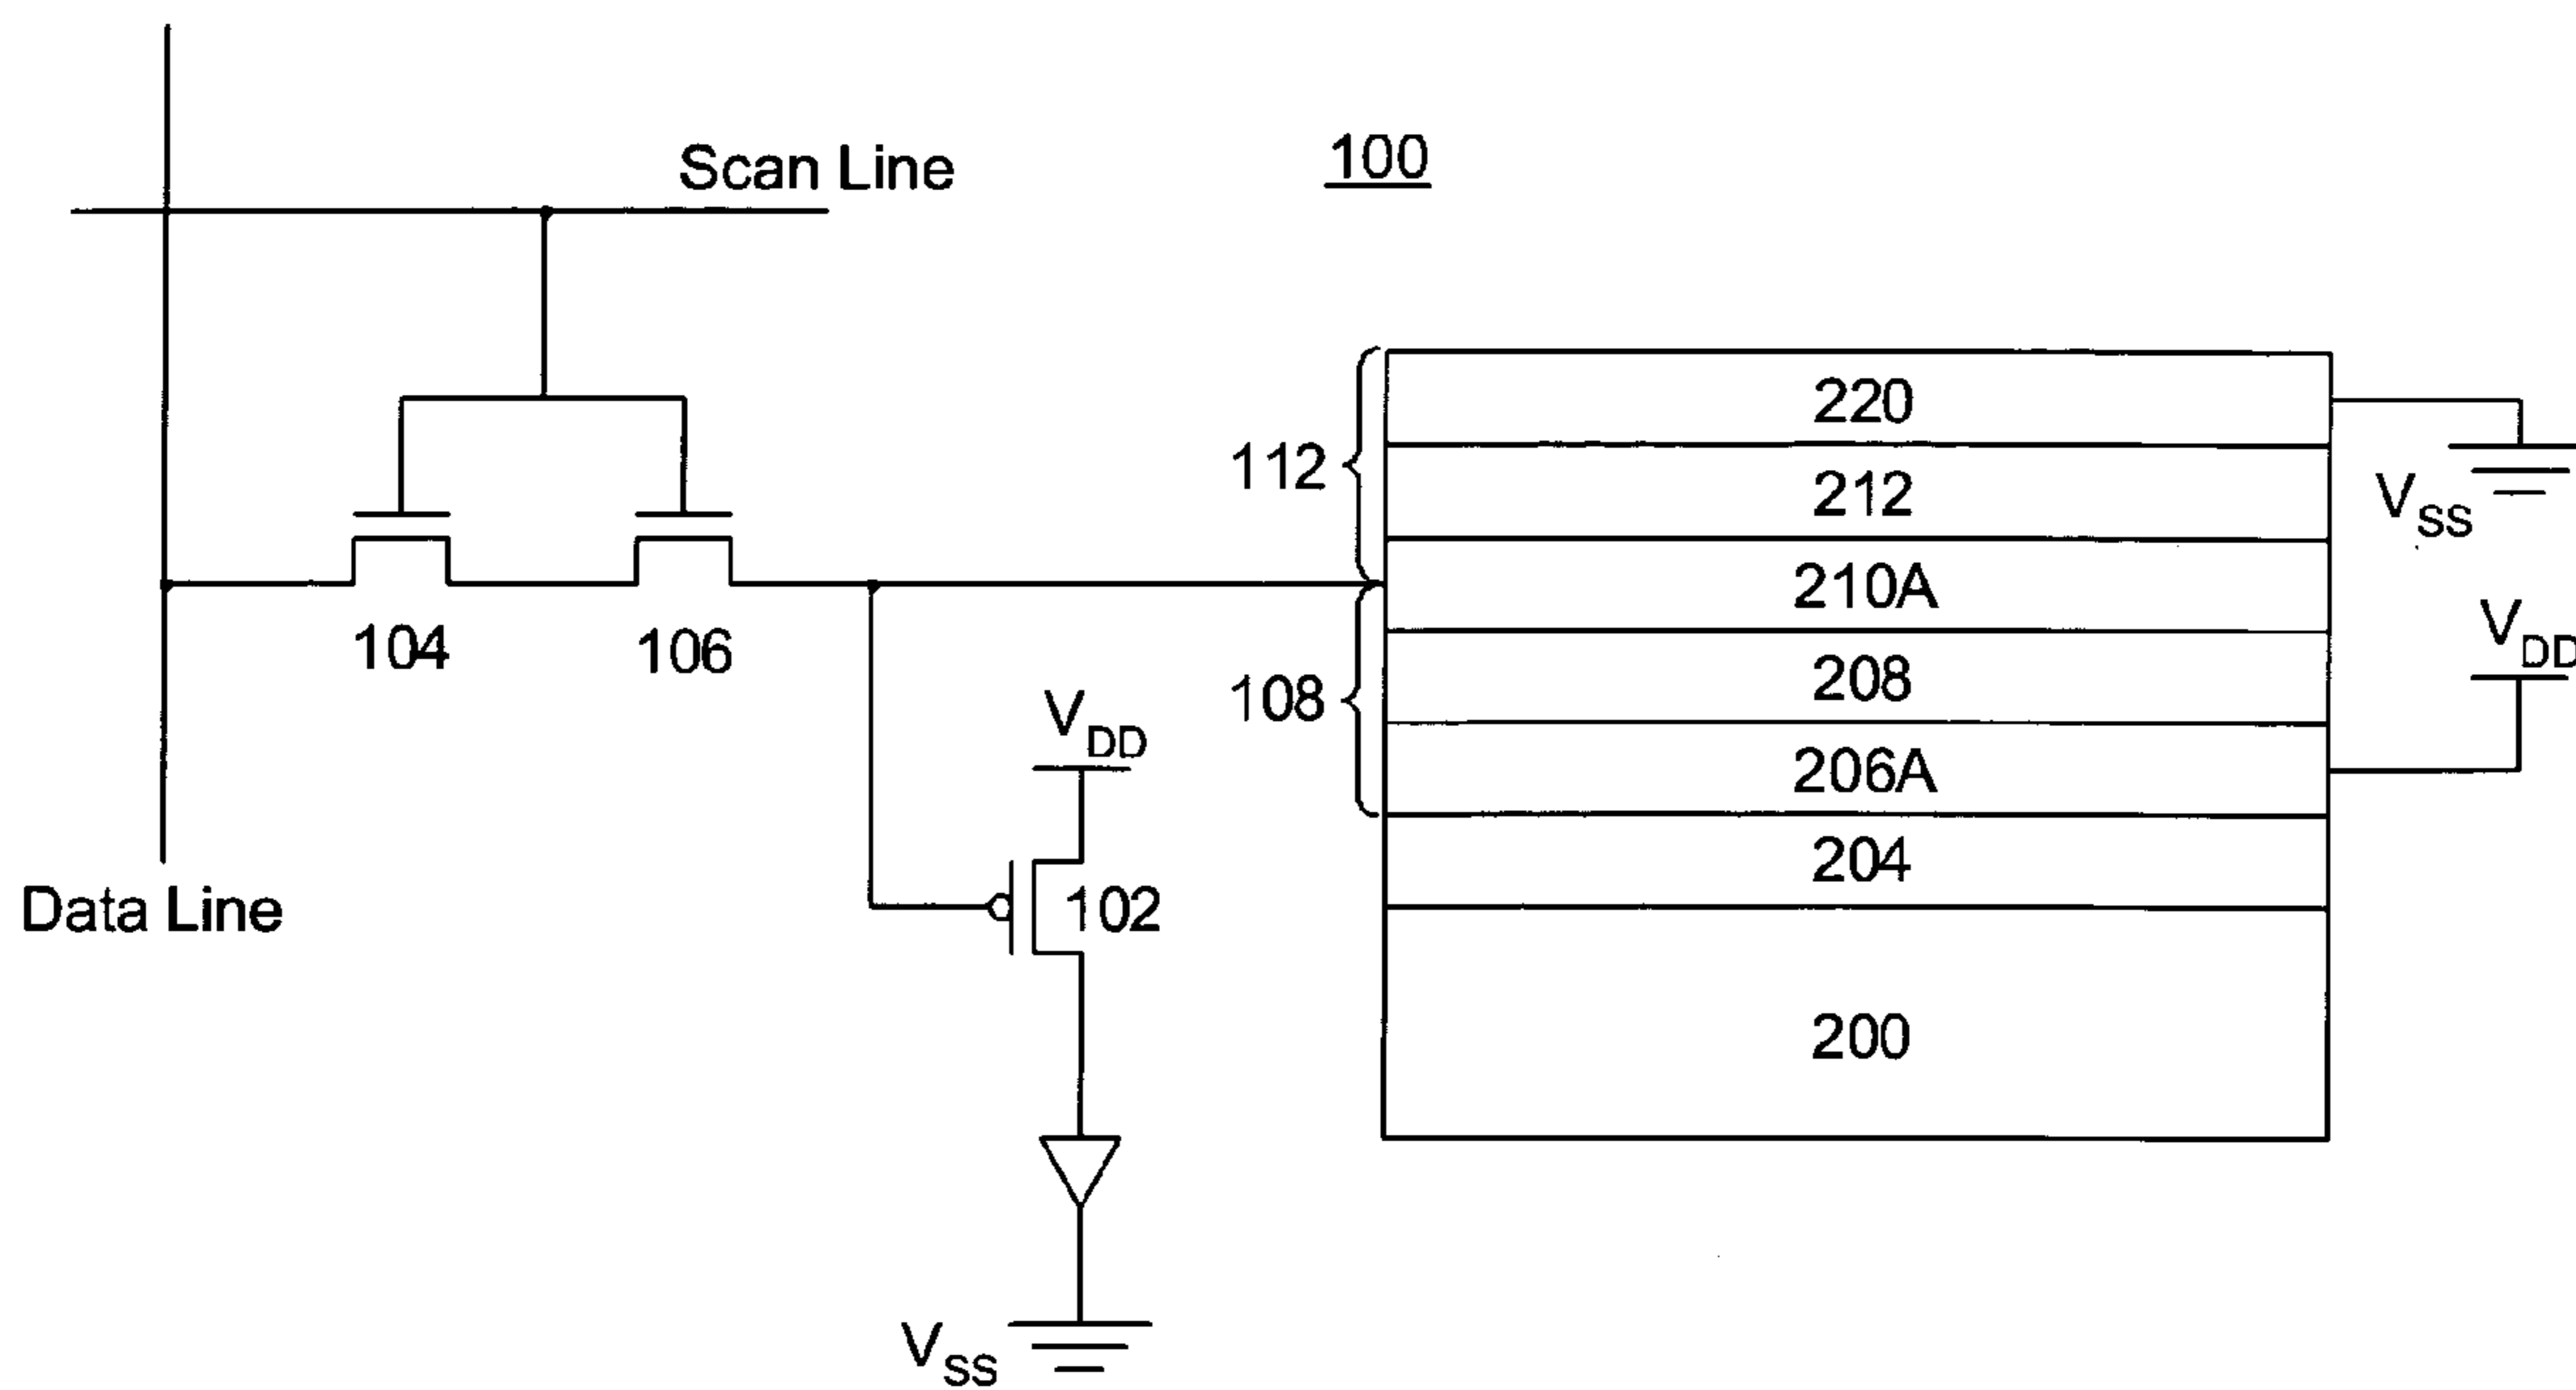 Scan Line
100
220
112
212
V_SS
210A
104
106
V_DD
208
108
V_DD
206A
204
Data Line
102
200
V_SS